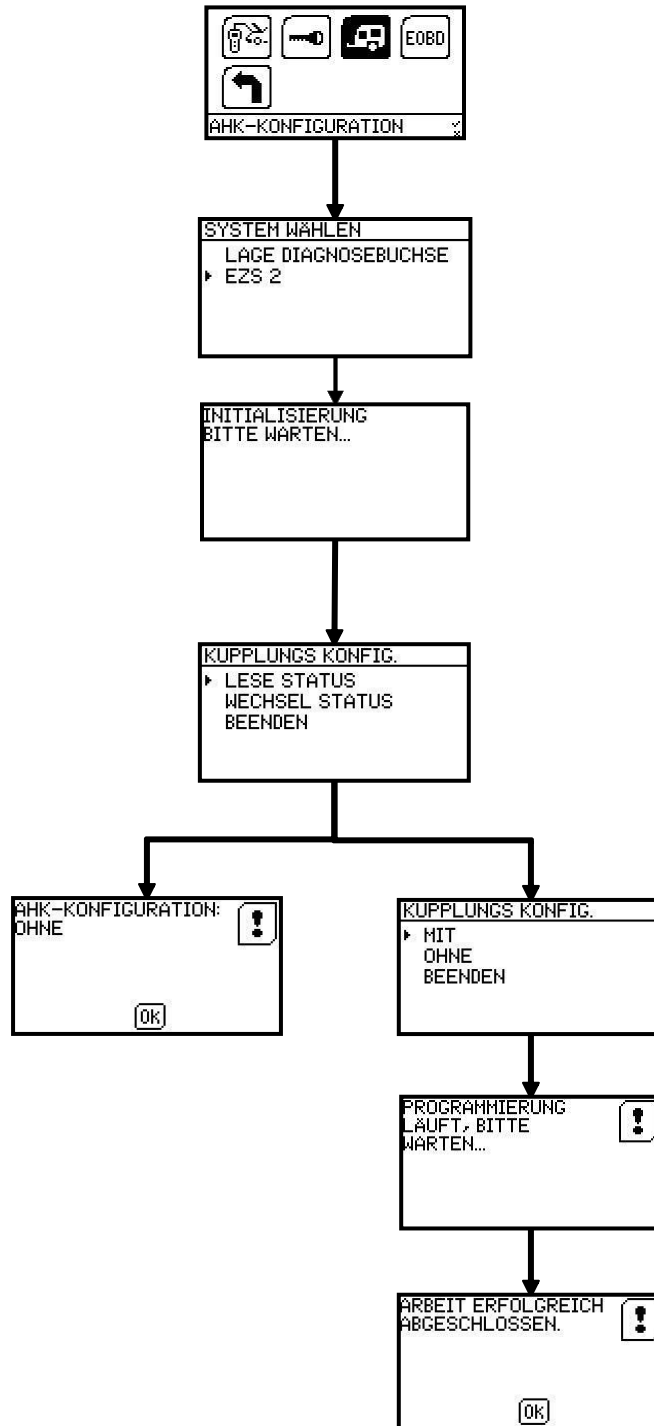 EOBD
AHK-KONFIGURATION
SYSTEM WÄHLEN
LAGE DIAGNOSEBUCHSE
EZS 2
INITIALISIERUNG
BITTE WARTEN...
KUPPLUNGS KONFIG.
LESE STATUS
WECHSEL STATUS
BEENDEN
AHK-KONFIGURATION:
OHNE
OK
KUPPLUNGS KONFIG.
MIT
OHNE
BEENDEN
PROGRAMMIERUNG
LÄUFT, BITTE
WARTEN...
ARBEIT ERFOLGREICH
ABGESCHLOSSEN.
OK